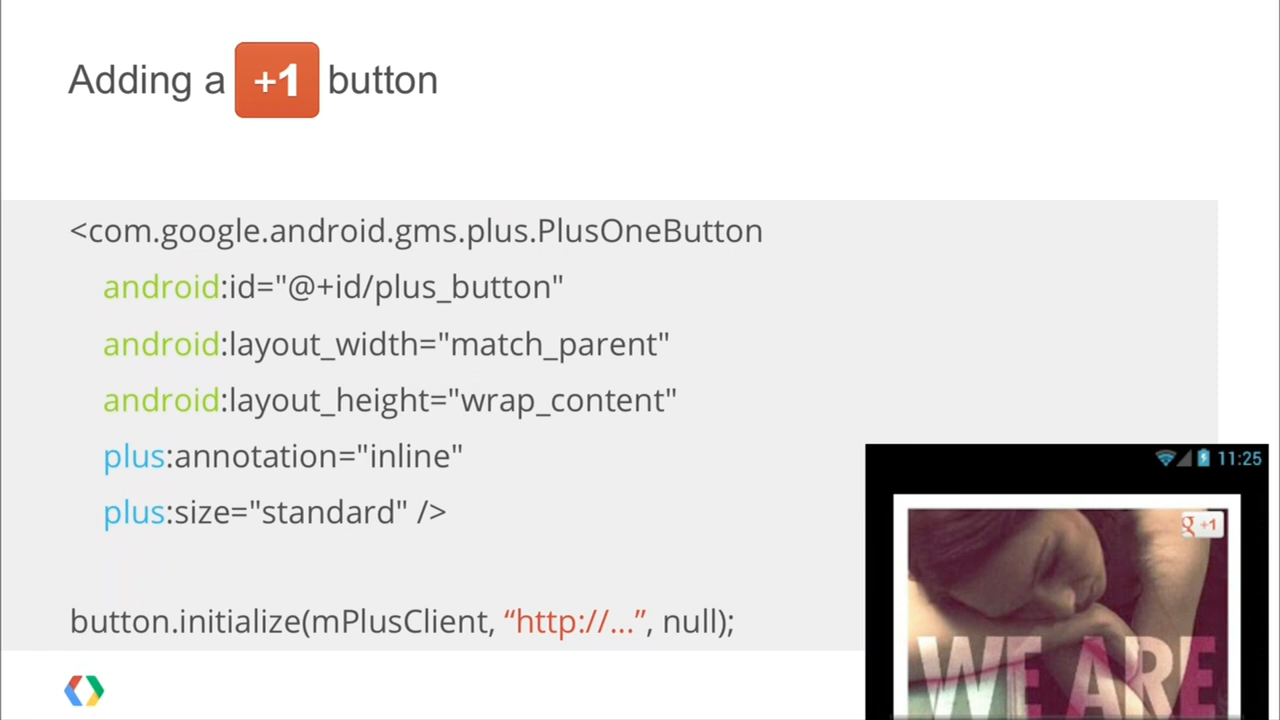 Adding a +1 button
<com.google.android.gms.plus.PlusOneButton
android:id="@+id/plus_button"
android:layout_width="match_parent"
android:layout_height="wrap_content"
plus:annotation="inline"
plus:size="standard" />
button.initialize(mPlusClient, “http://...”, null);
11:25
g +1
WE ARE